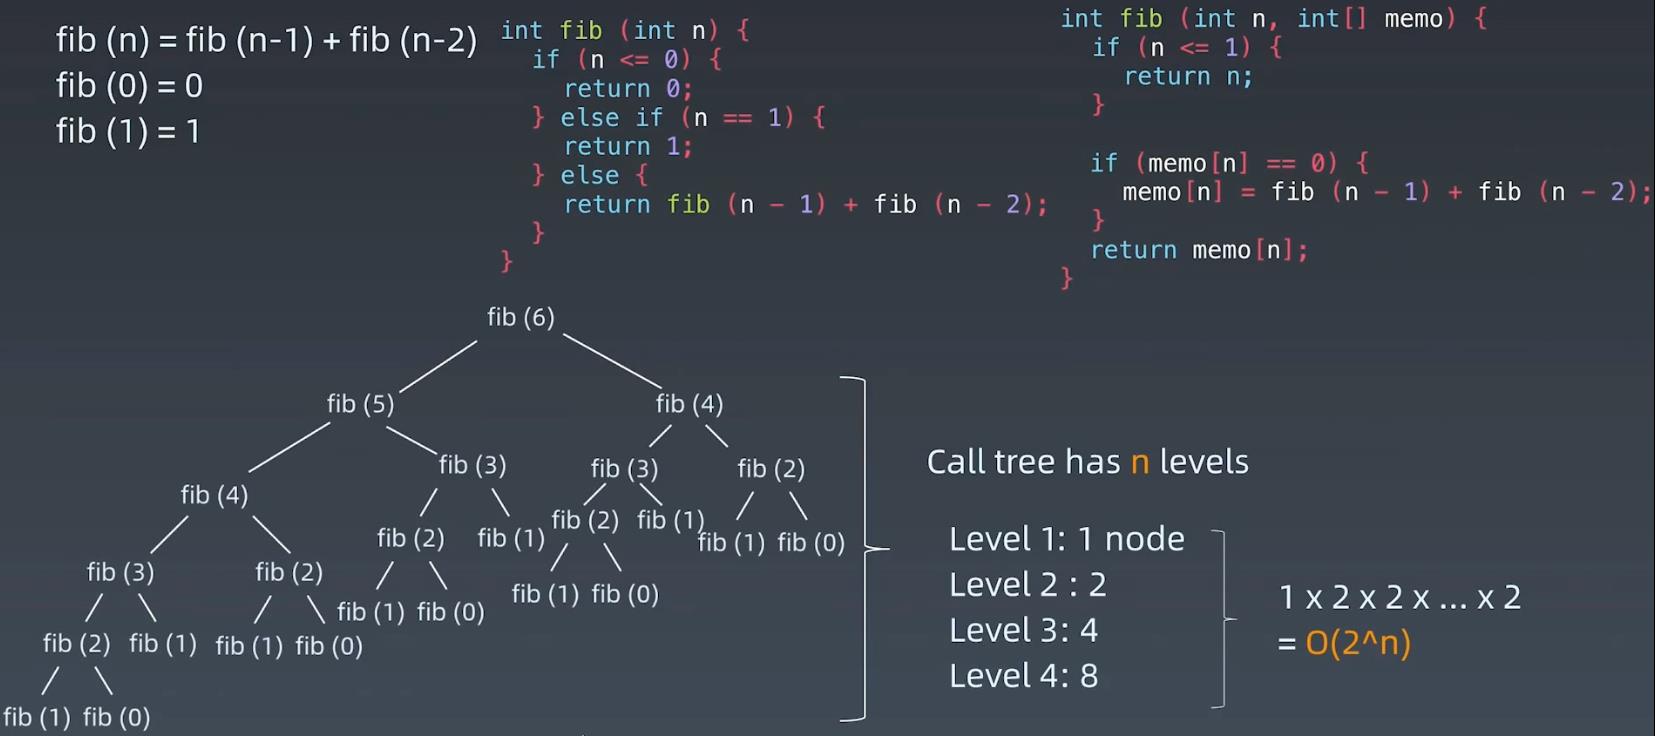 fib (n) = fib (n-1) + fib (n-2)
fib (0) = 0
fib (1) = 1
int fib (int n) {
if (n <= 0) {
return 0;
} else if (n == 1) {
return 1;
} else {
return fib (n - 1) + fib (n - 2);
}
}
int fib (int n, int[] memo) {
if (n <= 1) {
return n;
}
if (memo[n] == 0) {
memo[n] = fib (n - 1) + fib (n - 2);
}
return memo[n];
}
fib (6)
fib (5) fib (4)
fib (4) fib (3) fib (3) fib (2)
fib (3) fib (2) fib (2) fib (1) fib (2) fib (1) fib (1) fib (0)
fib (2) fib (1) fib (1) fib (0) fib (1) fib (0) fib (1) fib (0)
fib (1) fib (0)
Call tree has n levels
Level 1: 1 node
Level 2 : 2
Level 3: 4
Level 4: 8
1 x 2 x 2 x ... x 2
= O(2^n)